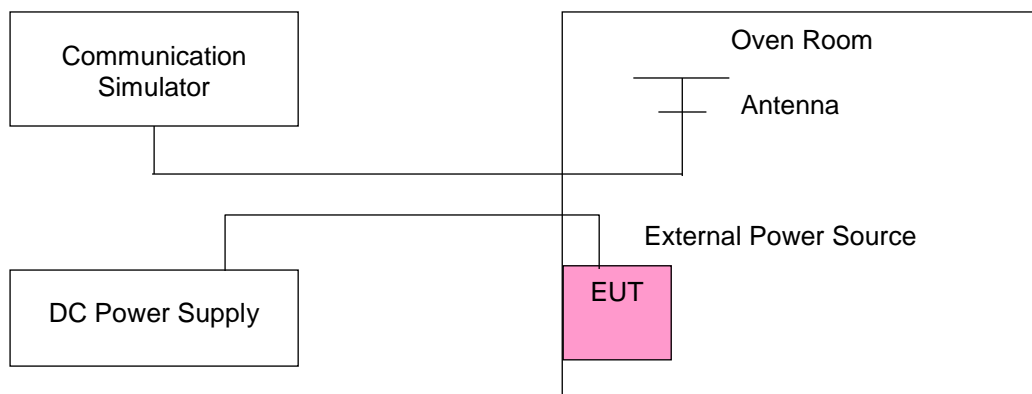 Communication
Simulator
Oven Room
Antenna
External Power Source
EUT
DC Power Supply